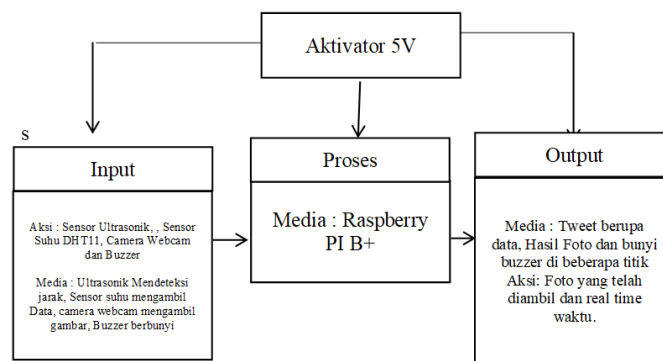 Aktivator 5V
s
Input
Aksi : Sensor Ultrasonik, , Sensor
Suhu DHT11, Camera Webcam
dan Buzzer
Media : Ultrasonik Mendeteksi
jarak, Sensor suhu mengambil
Data, camera webcam mengambil
gambar, Buzzer berbunyi
Proses
Media : Raspberry
PI B+
Output
Media : Tweet berupa
data, Hasil Foto dan bunyi
buzzer di beberapa titik
Aksi: Foto yang telah
diambil dan real time
waktu.